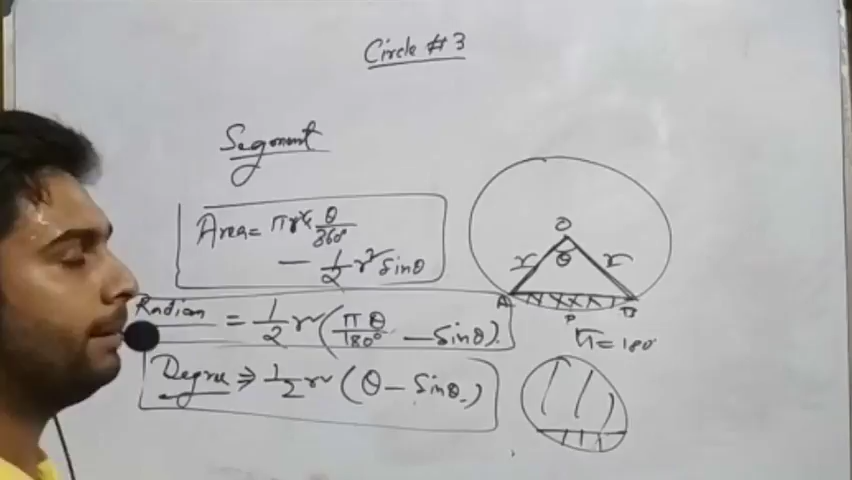 Circle # 3
Segment
Area = πr² × θ/360°
− 1/2 r² Sinθ
Radian = 1/2 r² (πθ/180° − Sinθ).
Degree ⇒ 1/2 r² (θ − Sinθ.)
O
r θ r
A B
P
π = 180°